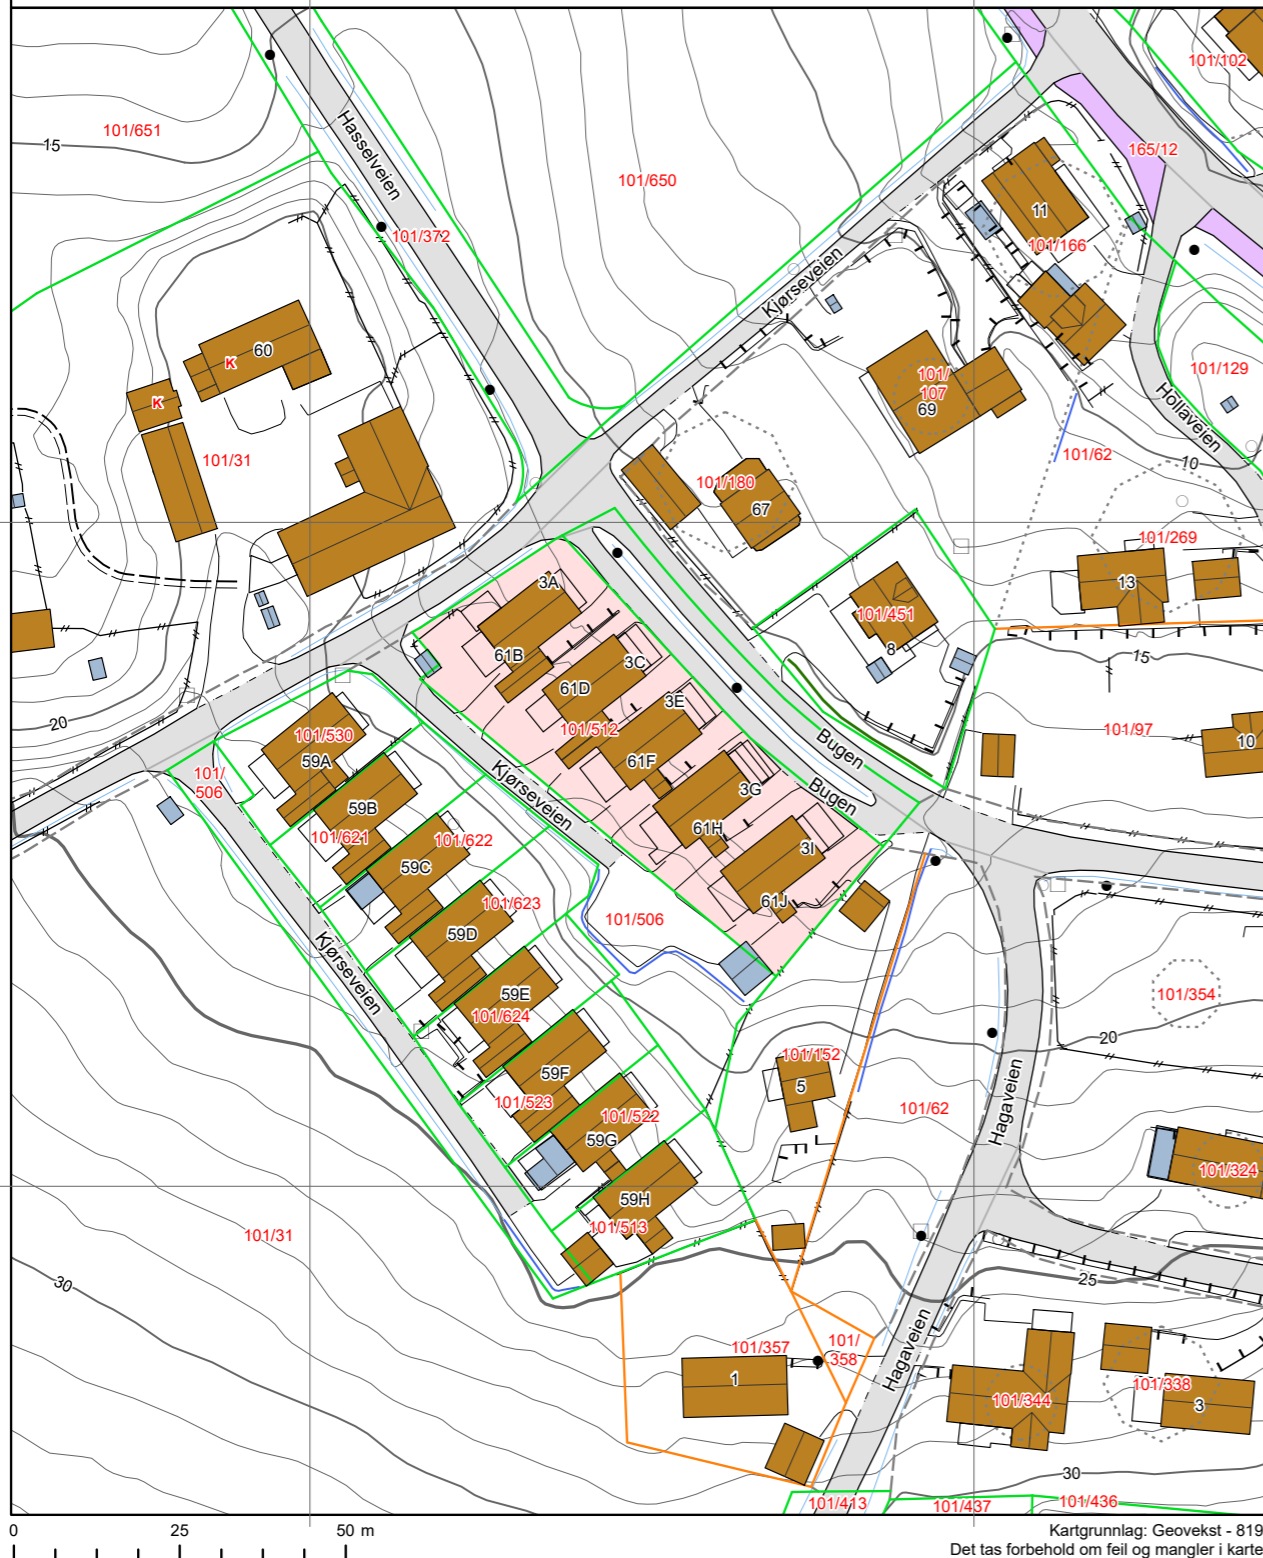 101/102
101/651
15
Hasselveien
165/12
101/650
11
101/372
101/166
Kjørseveien
60
K
K
101/
107
69
101/129
Hollaveien
101/31
101/62
10
101/180
67
101/269
3A
13
101/451
8
61B
3C
15
61D
3E
20
101/512
101/97
101/530
Bugen
10
59A
61F
Kjørseveien
101/
506
3G
Bugen
59B
61H
101/621
101/622
3I
59C
61J
101/623
101/506
59D
Kjørseveien
59E
101/354
101/624
20
101/152
59F
5
101/523
101/522
101/62
Hagaveien
59G
101/324
59H
101/513
101/31
30
25
101/357
101/
358
Hagaveien
1
101/338
101/344
3
30
101/413
101/437
101/436
0 25 50 m
Kartgrunnlag: Geovekst - 819
Det tas forbehold om feil og mangler i karte